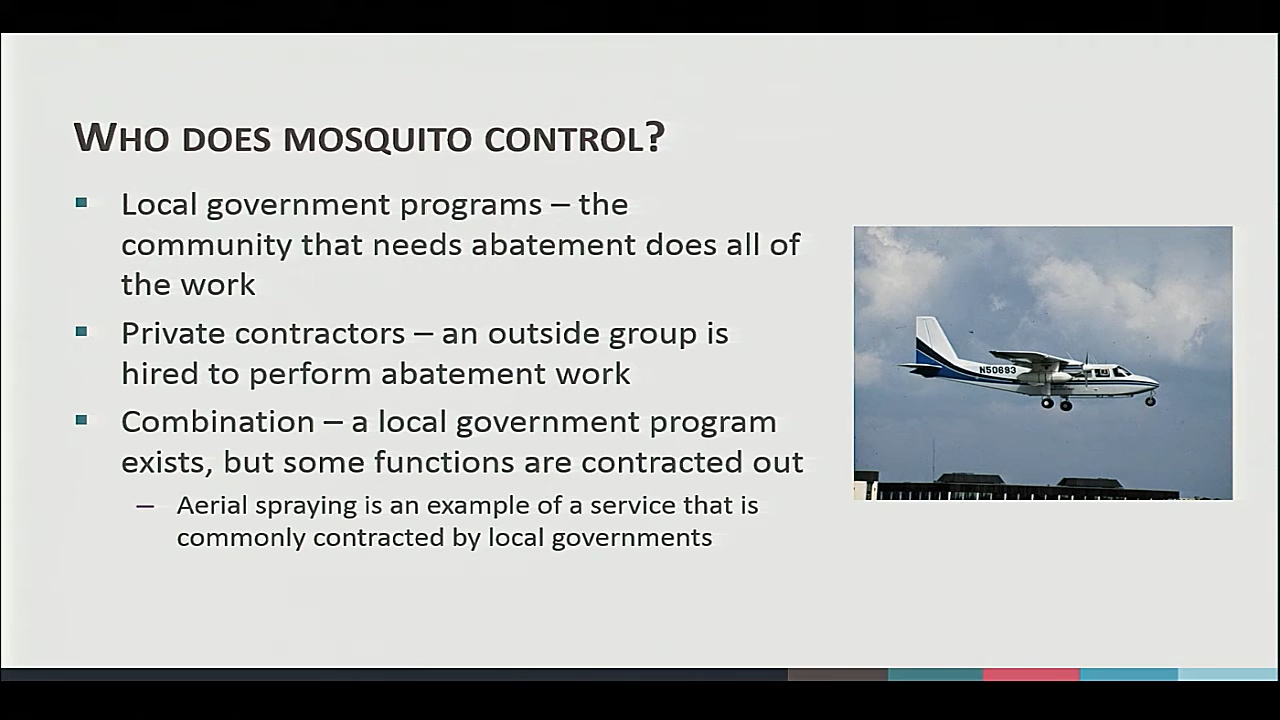 WHO DOES MOSQUITO CONTROL?
Local government programs – the
community that needs abatement does all of
the work
Private contractors – an outside group is
hired to perform abatement work
Combination – a local government program
exists, but some functions are contracted out
– Aerial spraying is an example of a service that is
commonly contracted by local governments
N50693